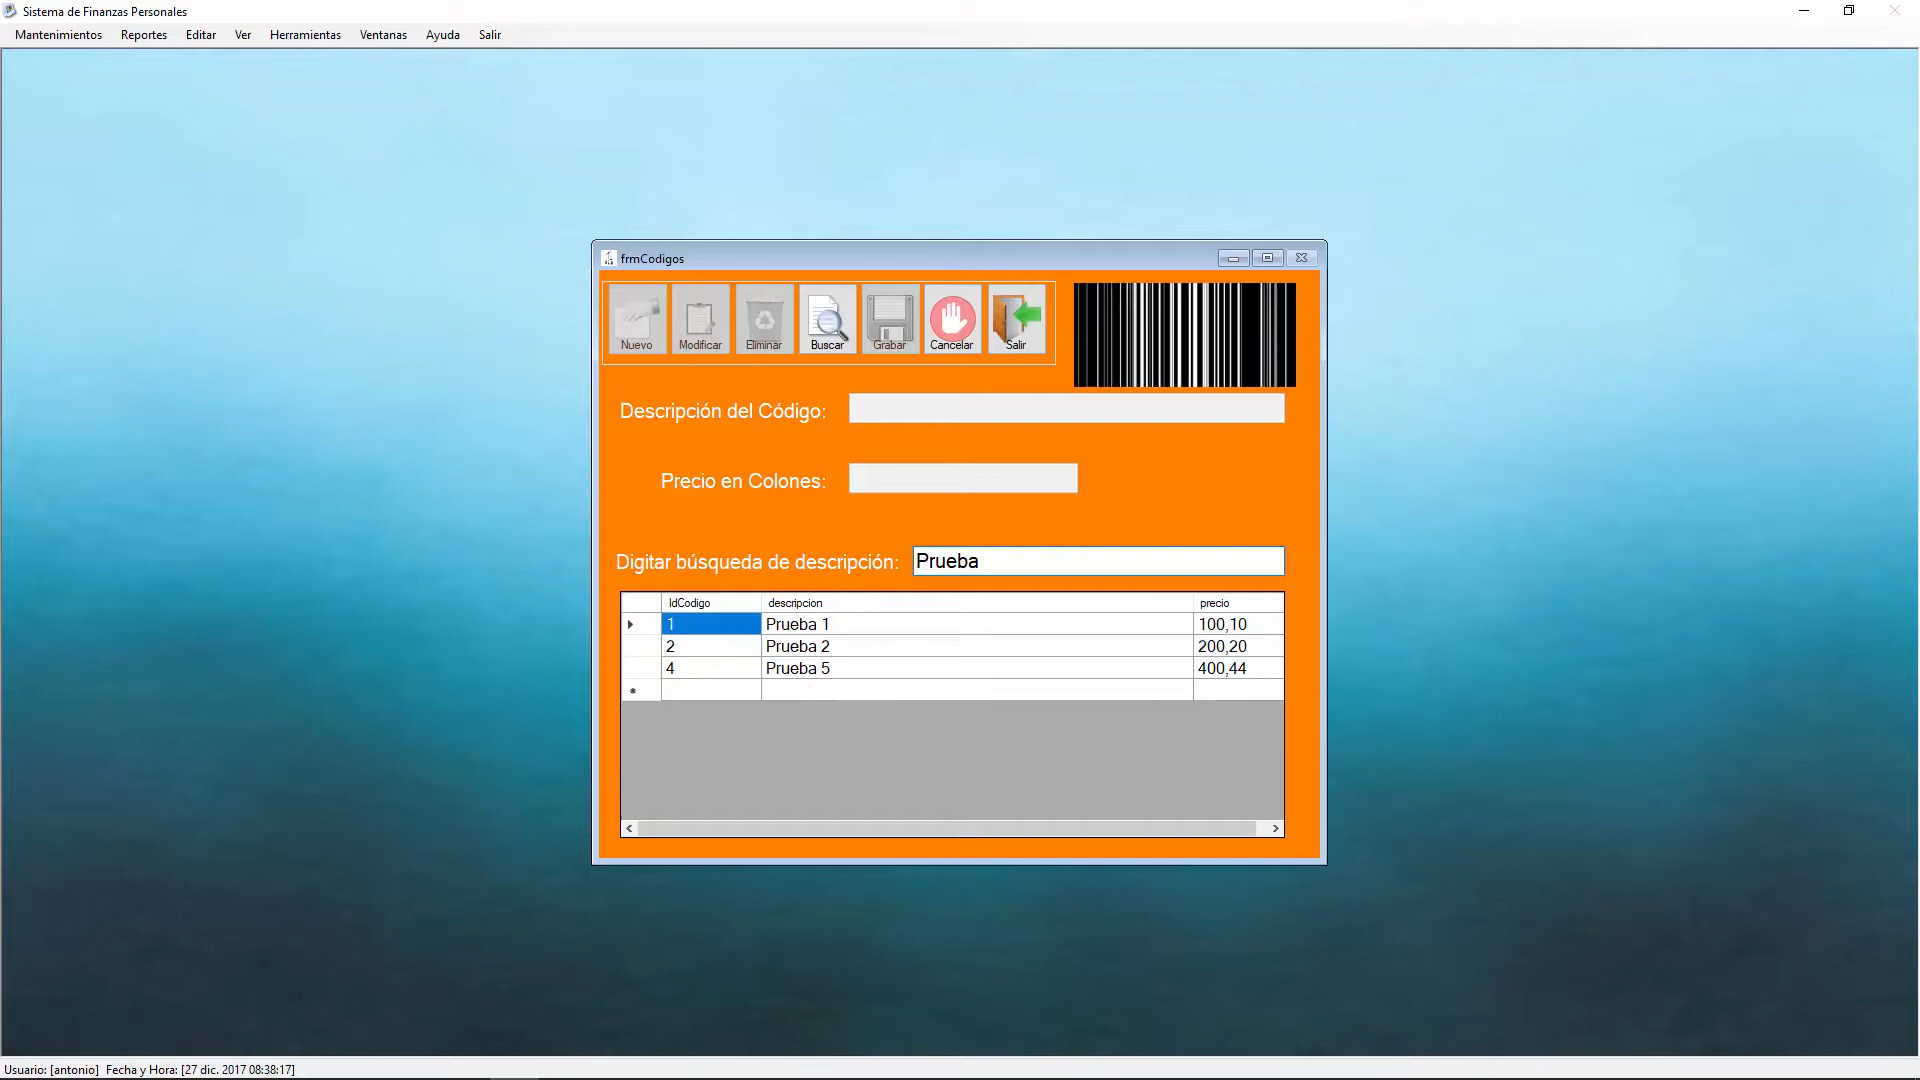 Sistema de Finanzas Personales
Mantenimientos Reportes Editar Ver Herramientas Ventanas Ayuda Salir
frmCodigos
Nuevo Modificar Eliminar Buscar Grabar Cancelar Salir
Descripción del Código:
Precio en Colones:
Digitar búsqueda de descripción: Prueba
IdCodigo descripcion precio
1 Prueba 1 100,10
2 Prueba 2 200,20
4 Prueba 5 400,44
Usuario: [antonio] Fecha y Hora: [27 dic. 2017 08:38:17]